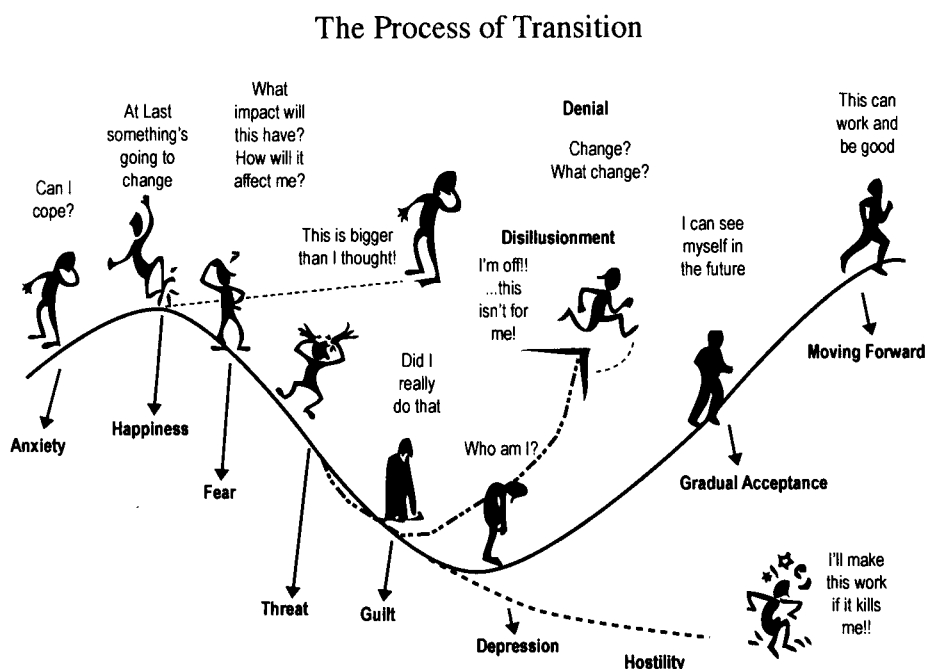 The Process of Transition
Can I
cope?
At Last
something's
going to
change
What
impact will
this have?
How will it
affect me?
This is bigger
than I thought!
Denial
Change?
What change?
Disillusionment
I'm off!!
...this
isn't for
me!
I can see
myself in
the future
This can
work and
be good
Did I
really
do that
Who am I?
Anxiety
Happiness
Fear
Threat
Guilt
Depression
Hostility
Gradual Acceptance
Moving Forward
I'll make
this work
if it kills
me!!